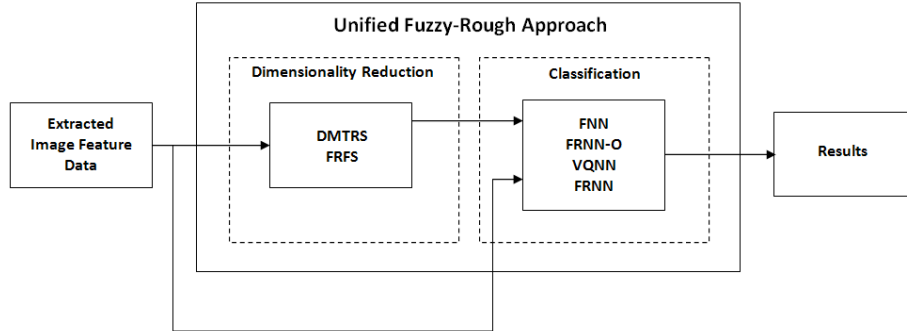 Unified Fuzzy-Rough Approach
Dimensionality Reduction
Classification
Extracted
Image Feature
Data
DMTRS
FRFS
FNN
FRNN-O
VQNN
FRNN
Results